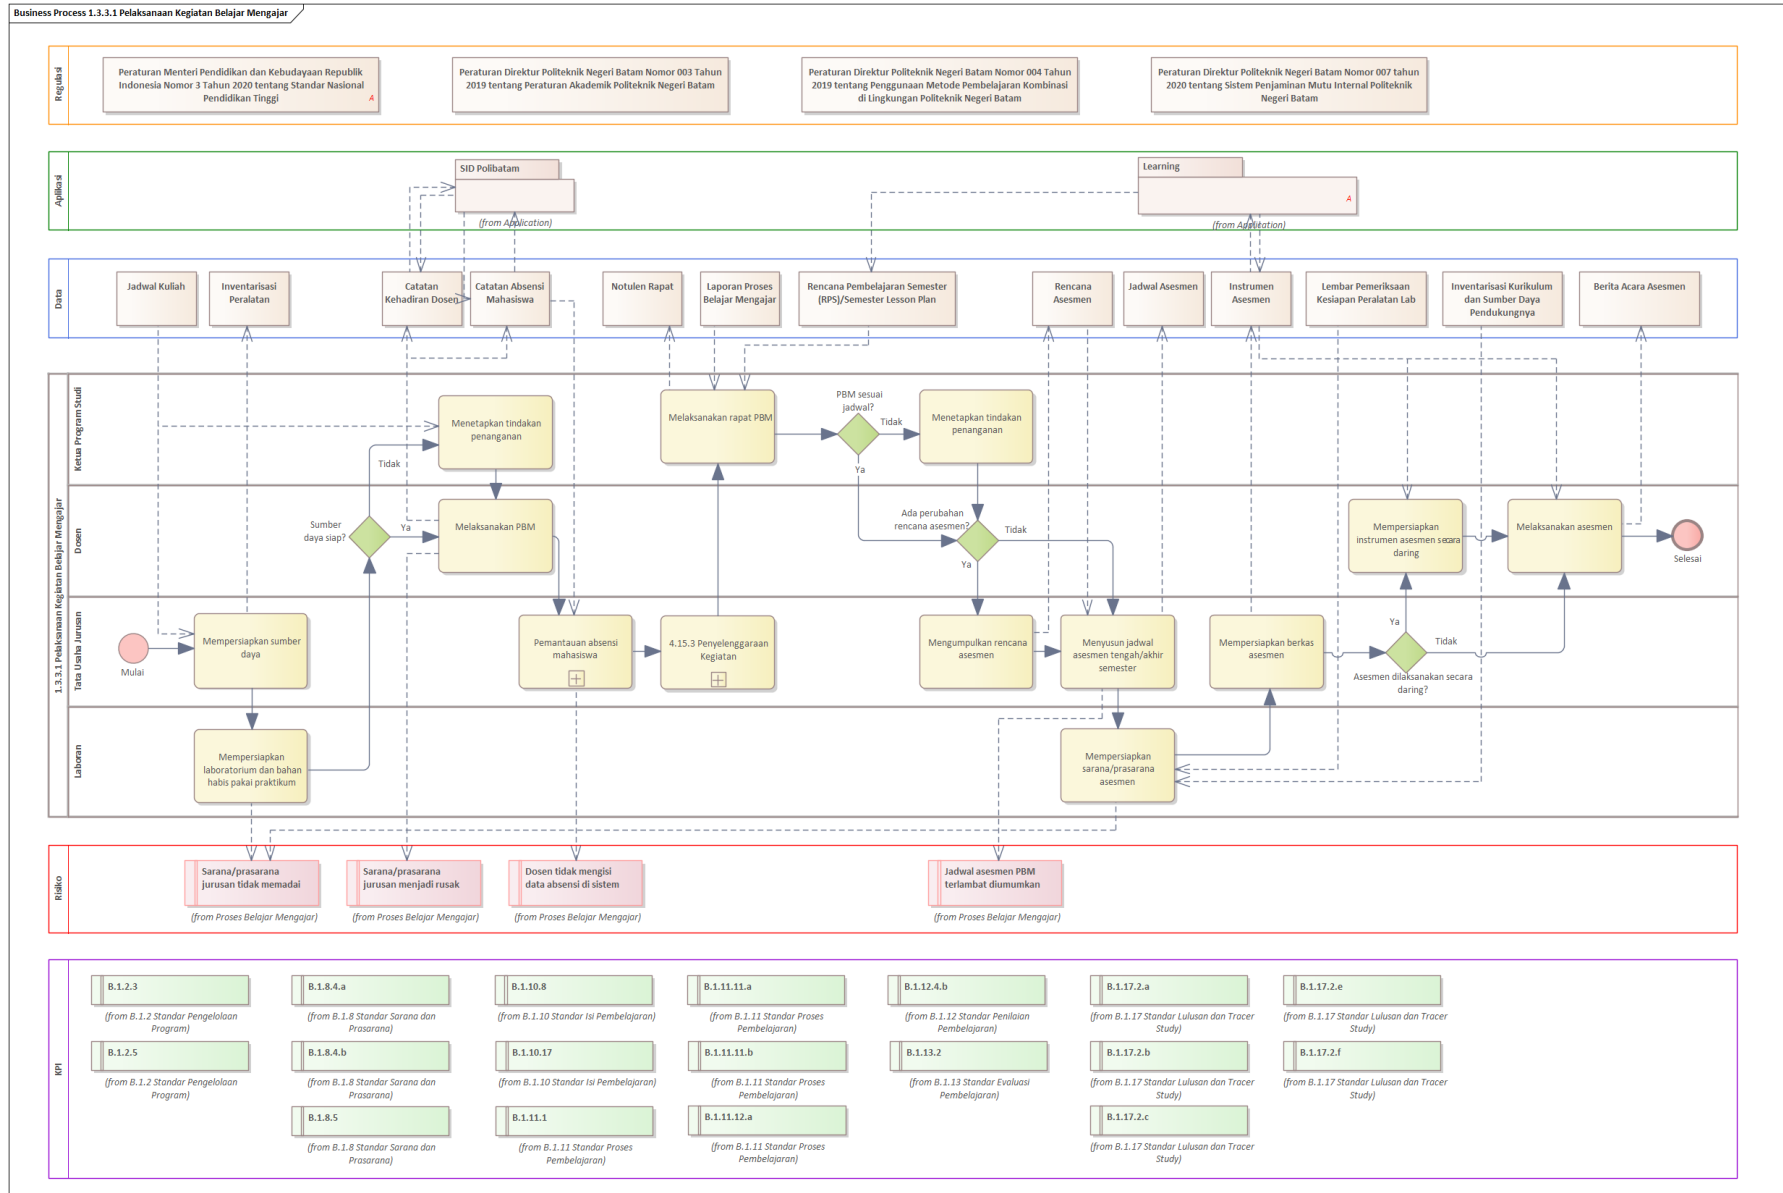 Business Process 1.3.3.1 Pelaksanaan Kegiatan Belajar Mengajar
Regulasi
Peraturan Menteri Pendidikan dan Kebudayaan Republik
Indonesia Nomor 3 Tahun 2020 tentang Standar Nasional
Pendidikan Tinggi
A
Peraturan Direktur Politeknik Negeri Batam Nomor 003 Tahun
2019 tentang Peraturan Akademik Politeknik Negeri Batam
Peraturan Direktur Politeknik Negeri Batam Nomor 004 Tahun
2019 tentang Penggunaan Metode Pembelajaran Kombinasi
di Lingkungan Politeknik Negeri Batam
Peraturan Direktur Politeknik Negeri Batam Nomor 007 tahun
2020 tentang Sistem Penjaminan Mutu Internal Politeknik
Negeri Batam
Aplikasi
SID Polibatam
(from Application)
Learning
A
(from Application)
Data
Jadwal Kuliah
Inventarisasi
Peralatan
Catatan
Kehadiran Dosen
Catatan Absensi
Mahasiswa
Notulen Rapat
Laporan Proses
Belajar Mengajar
Rencana Pembelajaran Semester
(RPS)/Semester Lesson Plan
Rencana
Asesmen
Jadwal Asesmen
Instrumen
Asesmen
Lembar Pemeriksaan
Kesiapan Peralatan Lab
Inventarisasi Kurikulum
dan Sumber Daya
Pendukungnya
Berita Acara Asesmen
1.3.3.1 Pelaksanaan Kegiatan Belajar Mengajar
Ketua Program Studi
Menetapkan tindakan
penanganan
Tidak
Melaksanakan rapat PBM
PBM sesuai
jadwal?
Tidak
Ya
Menetapkan tindakan
penanganan
Dosen
Sumber
daya siap?
Ya
Melaksanakan PBM
Ada perubahan
rencana asesmen?
Tidak
Ya
Mempersiapkan
instrumen asesmen secara
daring
Melaksanakan asesmen
Selesai
Tata Usaha Jurusan
Mulai
Mempersiapkan sumber
daya
Pemantauan absensi
mahasiswa
4.15.3 Penyelenggaraan
Kegiatan
Mengumpulkan rencana
asesmen
Menyusun jadwal
asesmen tengah/akhir
semester
Mempersiapkan berkas
asesmen
Ya
Tidak
Asesmen dilaksanakan secara
daring?
Laboran
Mempersiapkan
laboratorium dan bahan
habis pakai praktikum
Mempersiapkan
sarana/prasarana
asesmen
Risiko
Sarana/prasarana
jurusan tidak memadai
(from Proses Belajar Mengajar)
Sarana/prasarana
jurusan menjadi rusak
(from Proses Belajar Mengajar)
Dosen tidak mengisi
data absensi di sistem
(from Proses Belajar Mengajar)
Jadwal asesmen PBM
terlambat diumumkan
(from Proses Belajar Mengajar)
KPI
B.1.2.3
(from B.1.2 Standar Pengelolaan
Program)
B.1.8.4.a
(from B.1.8 Standar Sarana dan
Prasarana)
B.1.10.8
(from B.1.10 Standar Isi Pembelajaran)
B.1.11.11.a
(from B.1.11 Standar Proses
Pembelajaran)
B.1.12.4.b
(from B.1.12 Standar Penilaian
Pembelajaran)
B.1.17.2.a
(from B.1.17 Standar Lulusan dan Tracer
Study)
B.1.17.2.e
(from B.1.17 Standar Lulusan dan Tracer
Study)
B.1.2.5
(from B.1.2 Standar Pengelolaan
Program)
B.1.8.4.b
(from B.1.8 Standar Sarana dan
Prasarana)
B.1.10.17
(from B.1.10 Standar Isi Pembelajaran)
B.1.11.11.b
(from B.1.11 Standar Proses
Pembelajaran)
B.1.13.2
(from B.1.13 Standar Evaluasi
Pembelajaran)
B.1.17.2.b
(from B.1.17 Standar Lulusan dan Tracer
Study)
B.1.17.2.f
(from B.1.17 Standar Lulusan dan Tracer
Study)
B.1.8.5
(from B.1.8 Standar Sarana dan
Prasarana)
B.1.11.1
(from B.1.11 Standar Proses
Pembelajaran)
B.1.11.12.a
(from B.1.11 Standar Proses
Pembelajaran)
B.1.17.2.c
(from B.1.17 Standar Lulusan dan Tracer
Study)